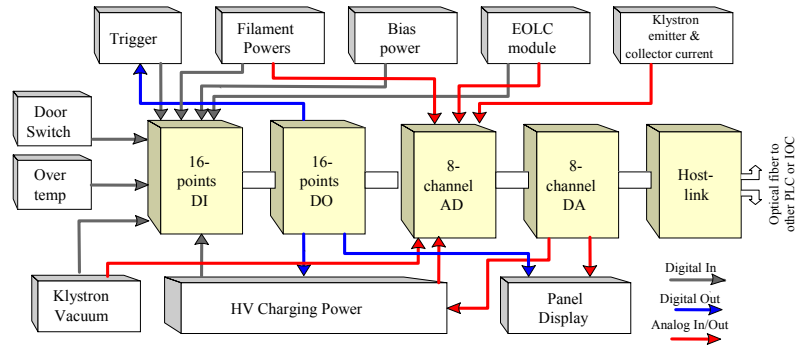 Trigger
Filament
Powers
Bias
power
EOLC
module
Klystron
emitter &
collector current
Door
Switch
Over
temp
16-
points
DI
16-
points
DO
8-
channel
AD
8-
channel
DA
Host-
link
Optical fiber to
other PLC or IOC
Klystron
Vacuum
HV Charging Power
Panel
Display
Digital In
Digital Out
Analog In/Out